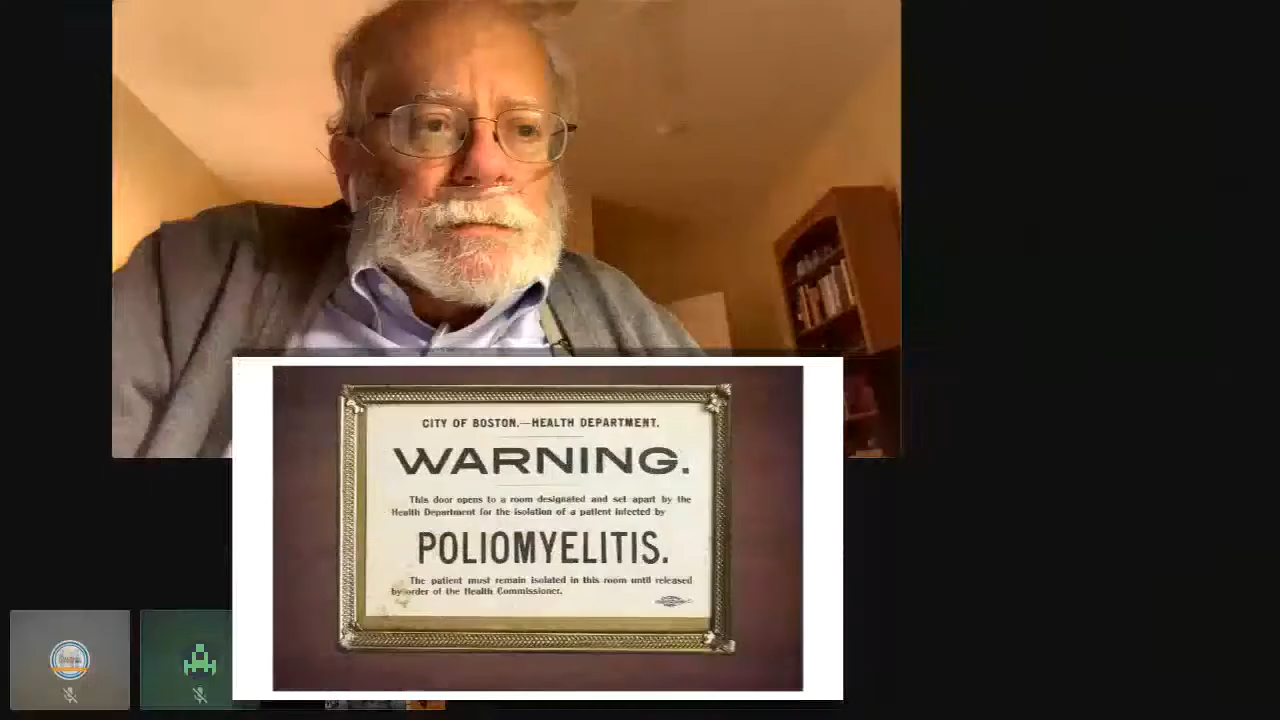 CITY OF BOSTON.—HEALTH DEPARTMENT.
WARNING.
This door opens to a room designated and set apart by the
Health Department for the isolation of a patient infected by
POLIOMYELITIS.
The patient must remain isolated in this room until released
by order of the Health Commissioner.